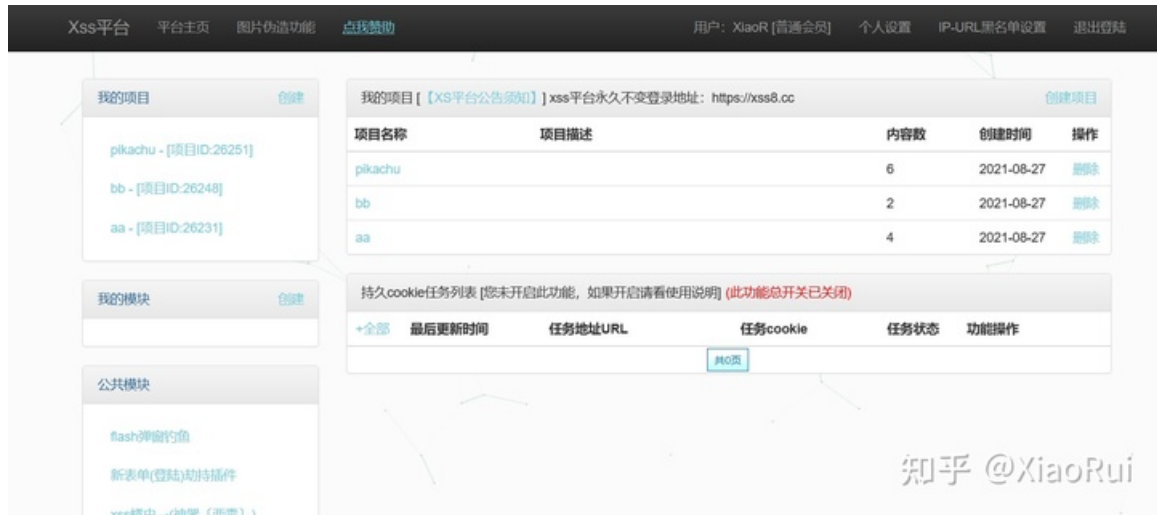 Xss平台 平台主页 图片伪造功能 点我赞助 用户：XiaoR [普通会员] 个人设置 IP-URL黑名单设置 退出登陆
我的项目 创建
pikachu - [项目ID:26251]
bb - [项目ID:26248]
aa - [项目ID:26231]
我的模块 创建
公共模块
flash弹窗钓鱼
新表单(登陆)劫持插件
我的项目 [ 【XS平台公告须知】 ] xss平台永久不变登录地址：https://xss8.cc 创建项目
项目名称 项目描述 内容数 创建时间 操作
pikachu 6 2021-08-27 删除
bb 2 2021-08-27 删除
aa 4 2021-08-27 删除
持久cookie任务列表 [您未开启此功能，如果开启请看使用说明] (此功能总开关已关闭)
+全部 最后更新时间 任务地址URL 任务cookie 任务状态 功能操作
共0页
知乎 @XiaoRui